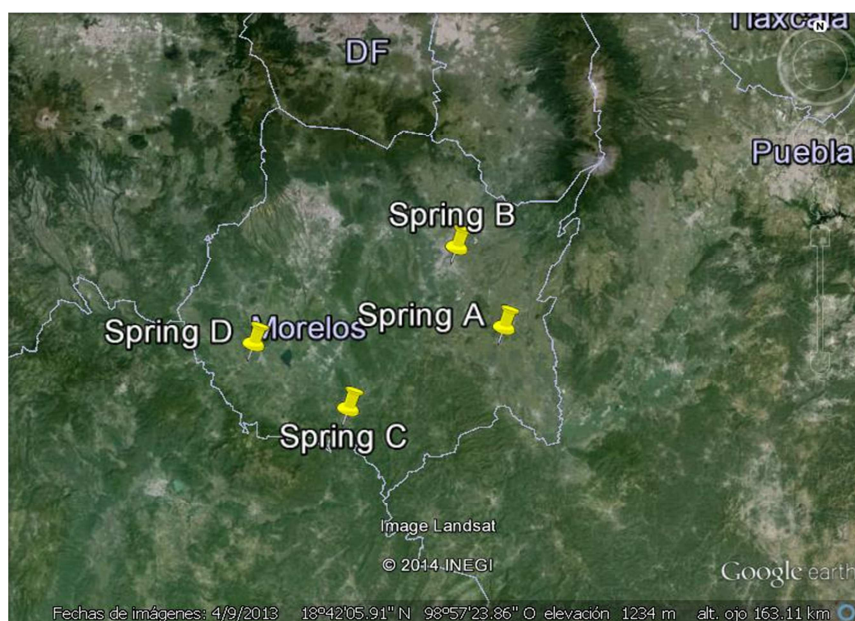 Tlaxcala
N
DF
Puebla
Spring B
Spring A
Spring D
Morelos
Spring C
Image Landsat
© 2014 INEGI
Google earth
Fechas de imágenes: 4/9/2013 18°42'05.91" N 98°57'23.86" O elevación 1234 m alt. ojo 163.11 km